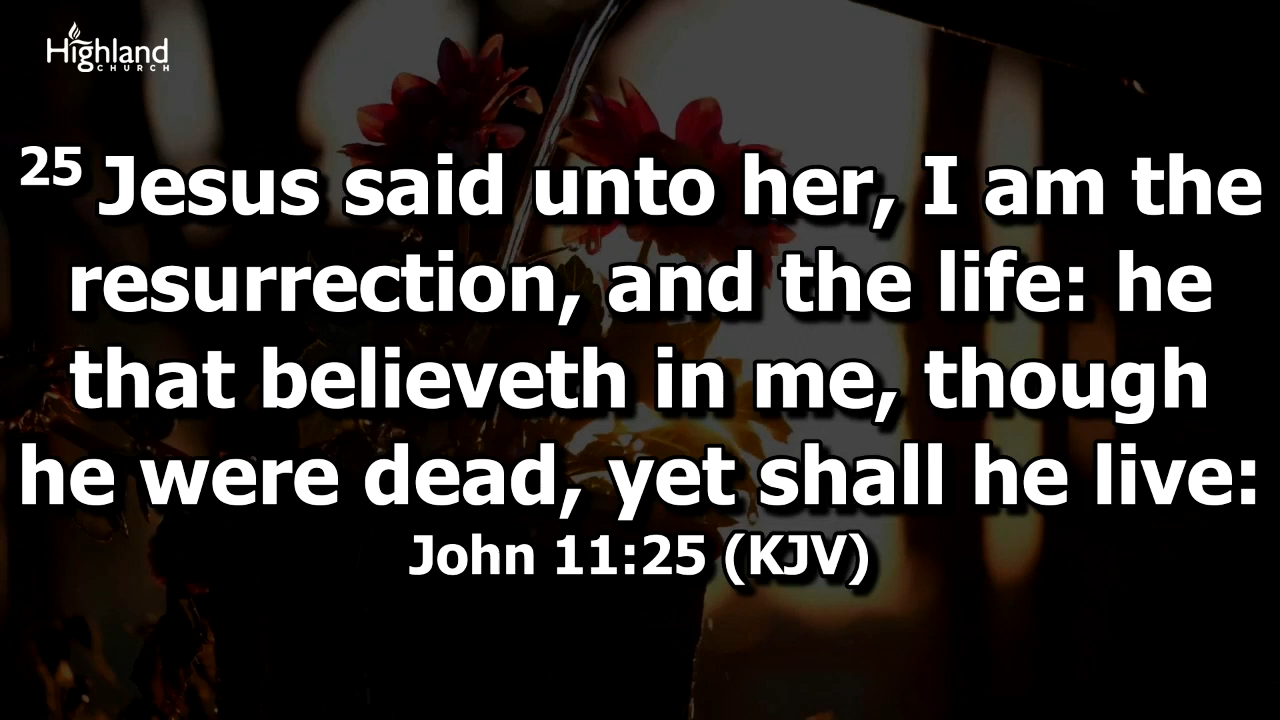 Highland
CHURCH
25 Jesus said unto her, I am the
resurrection, and the life: he
that believeth in me, though
he were dead, yet shall he live:
John 11:25 (KJV)